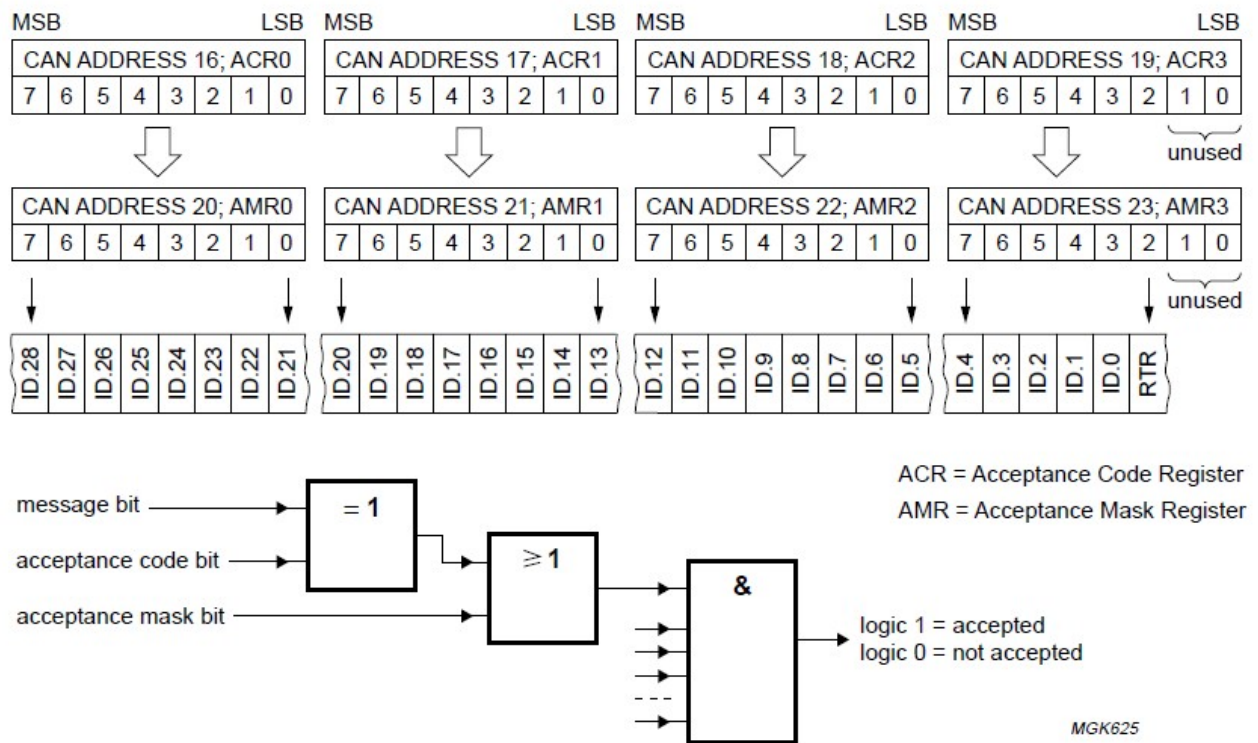 MSB LSB MSB LSB MSB LSB MSB LSB
CAN ADDRESS 16; ACR0 CAN ADDRESS 17; ACR1 CAN ADDRESS 18; ACR2 CAN ADDRESS 19; ACR3
7 6 5 4 3 2 1 0 7 6 5 4 3 2 1 0 7 6 5 4 3 2 1 0 7 6 5 4 3 2 1 0
unused
CAN ADDRESS 20; AMR0 CAN ADDRESS 21; AMR1 CAN ADDRESS 22; AMR2 CAN ADDRESS 23; AMR3
7 6 5 4 3 2 1 0 7 6 5 4 3 2 1 0 7 6 5 4 3 2 1 0 7 6 5 4 3 2 1 0
unused
ID.28 ID.27 ID.26 ID.25 ID.24 ID.23 ID.22 ID.21 ID.20 ID.19 ID.18 ID.17 ID.16 ID.15 ID.14 ID.13 ID.12 ID.11 ID.10 ID.9 ID.8 ID.7 ID.6 ID.5 ID.4 ID.3 ID.2 ID.1 ID.0 RTR
ACR = Acceptance Code Register
AMR = Acceptance Mask Register
message bit
acceptance code bit
acceptance mask bit
= 1
≥ 1
&
logic 1 = accepted
logic 0 = not accepted
MGK625